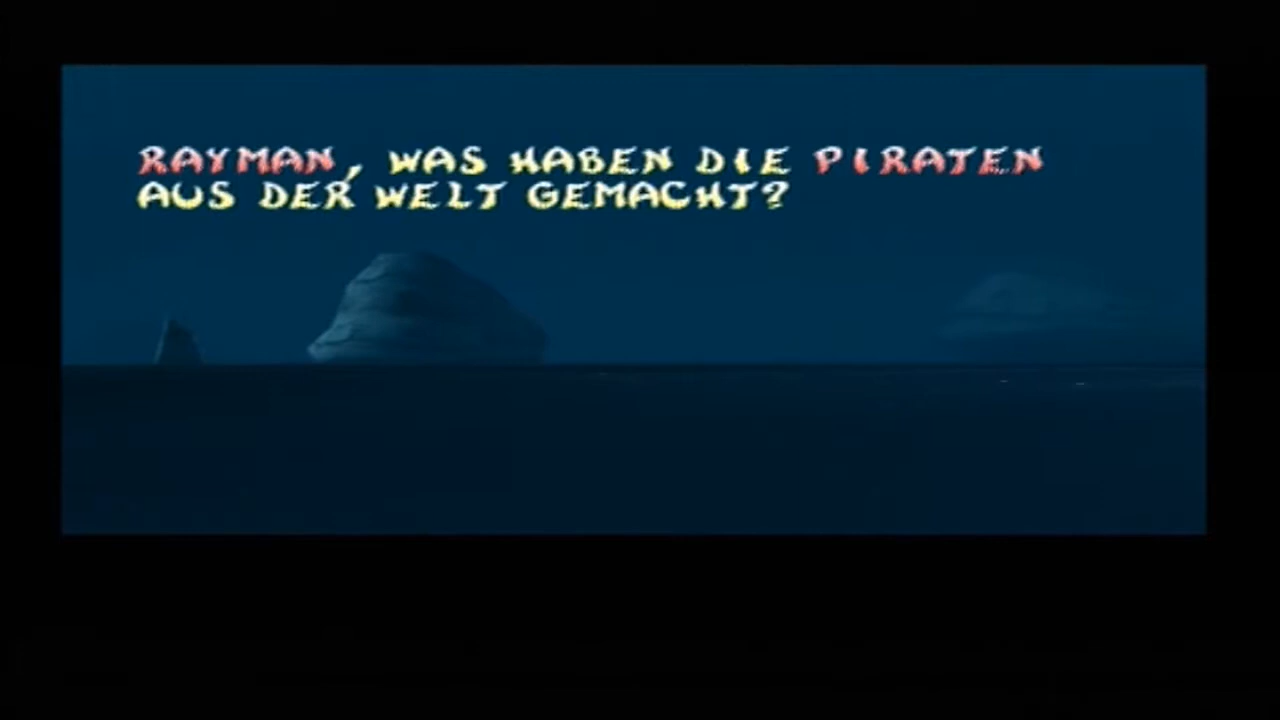 RAYMAN, WAS HABEN DIE PIRATEN
AUS DER WELT GEMACHT?